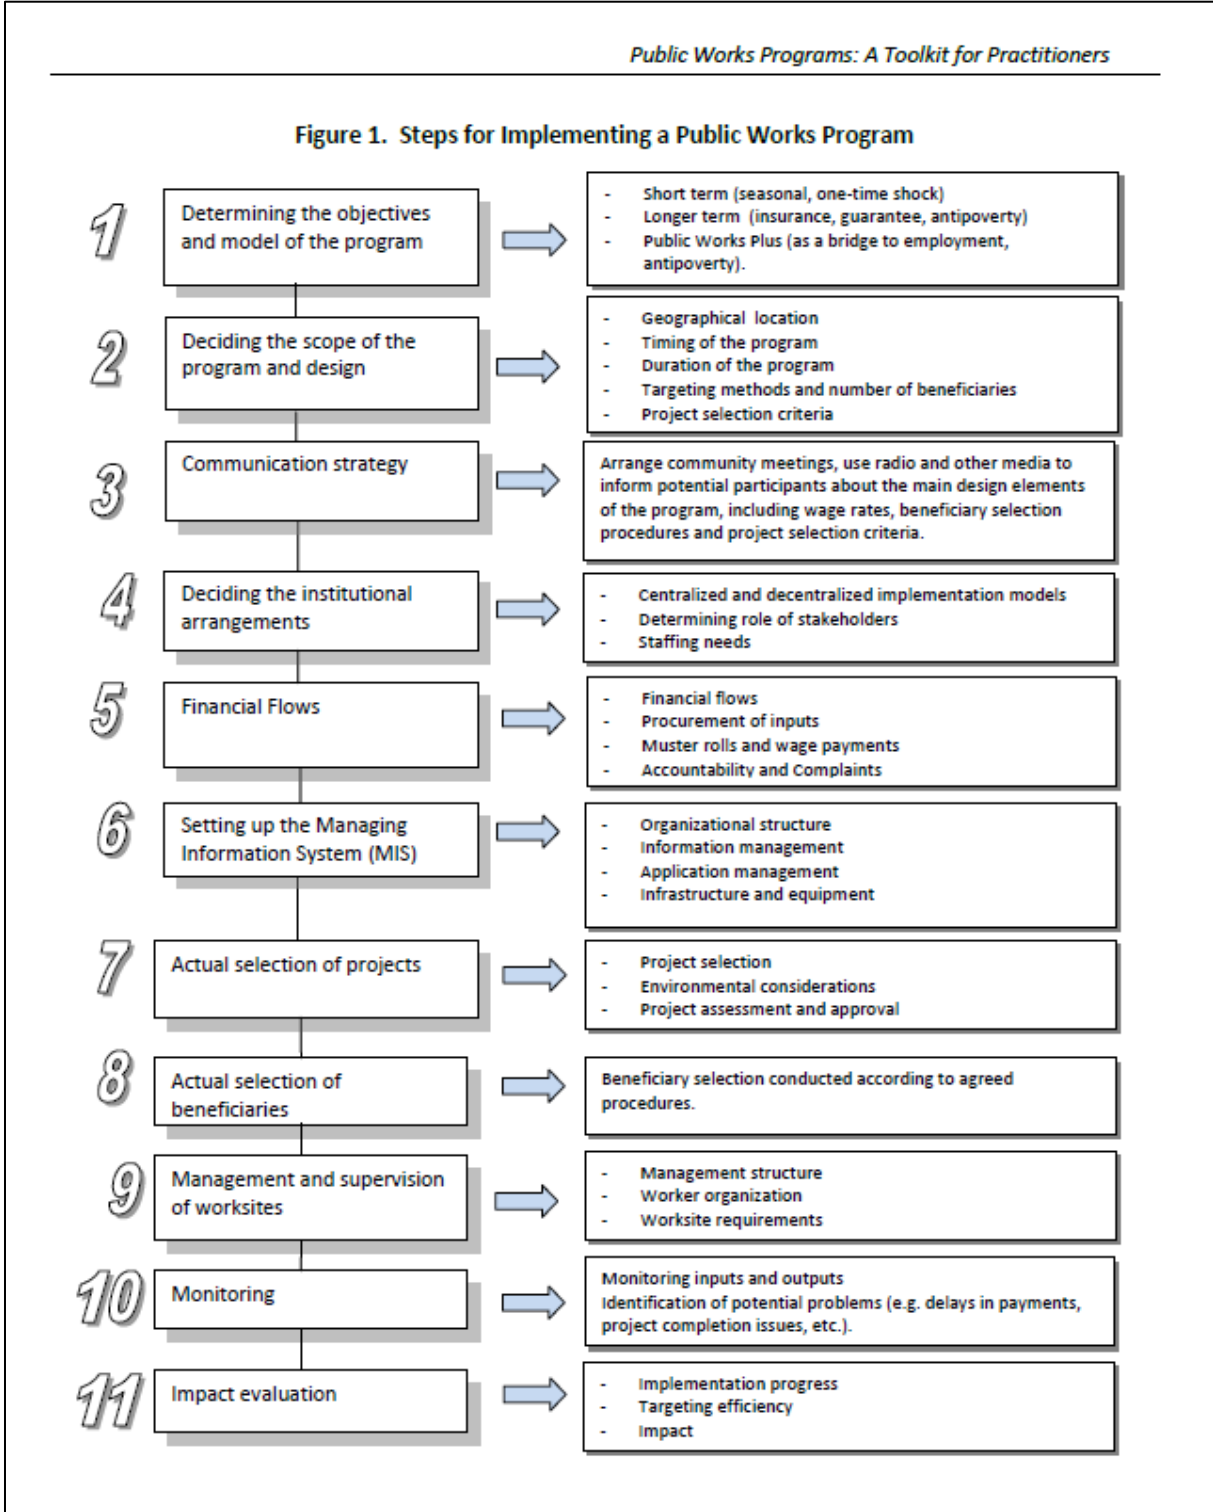 Public Works Programs: A Toolkit for Practitioners
Figure 1. Steps for Implementing a Public Works Program
1
Determining the objectives
and model of the program
- Short term (seasonal, one-time shock)
- Longer term (insurance, guarantee, antipoverty)
- Public Works Plus (as a bridge to employment,
antipoverty).
2
Deciding the scope of the
program and design
- Geographical location
- Timing of the program
- Duration of the program
- Targeting methods and number of beneficiaries
- Project selection criteria
3
Communication strategy
Arrange community meetings, use radio and other media to
inform potential participants about the main design elements
of the program, including wage rates, beneficiary selection
procedures and project selection criteria.
4
Deciding the institutional
arrangements
- Centralized and decentralized implementation models
- Determining role of stakeholders
- Staffing needs
5
Financial Flows
- Financial flows
- Procurement of inputs
- Muster rolls and wage payments
- Accountability and Complaints
6
Setting up the Managing
Information System (MIS)
- Organizational structure
- Information management
- Application management
- Infrastructure and equipment
7
Actual selection of projects
- Project selection
- Environmental considerations
- Project assessment and approval
8
Actual selection of
beneficiaries
Beneficiary selection conducted according to agreed
procedures.
9
Management and supervision
of worksites
- Management structure
- Worker organization
- Worksite requirements
10
Monitoring
Monitoring inputs and outputs
Identification of potential problems (e.g. delays in payments,
project completion issues, etc.).
11
Impact evaluation
- Implementation progress
- Targeting efficiency
- Impact